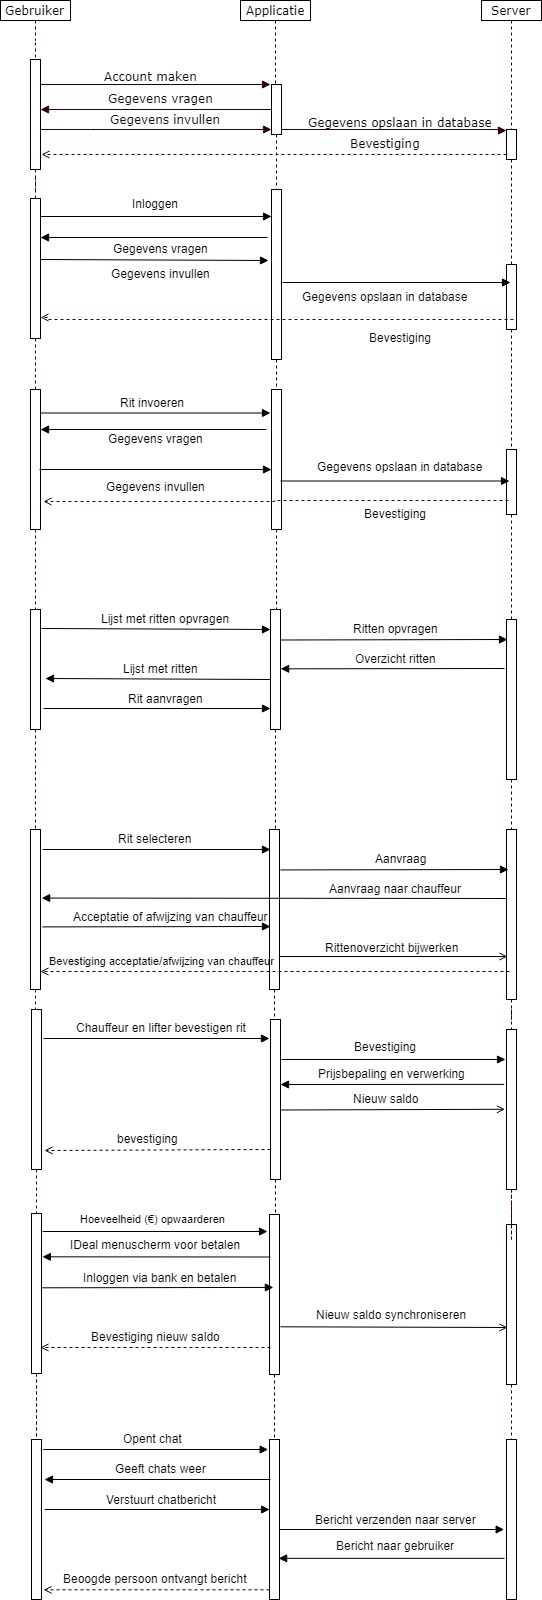 Gebruiker
Applicatie
Server
Account maken
Gegevens vragen
Gegevens invullen
Gegevens opslaan in database
Bevestiging
Inloggen
Gegevens vragen
Gegevens invullen
Gegevens opslaan in database
Bevestiging
Rit invoeren
Gegevens vragen
Gegevens opslaan in database
Gegevens invullen
Bevestiging
Lijst met ritten opvragen
Ritten opvragen
Overzicht ritten
Lijst met ritten
Rit aanvragen
Rit selecteren
Aanvraag
Aanvraag naar chauffeur
Acceptatie of afwijzing van chauffeur
Rittenoverzicht bijwerken
Bevestiging acceptatie/afwijzing van chauffeur
Chauffeur en lifter bevestigen rit
Bevestiging
Prijsbepaling en verwerking
Nieuw saldo
bevestiging
Hoeveelheid (€) opwaarderen
IDeal menuscherm voor betalen
Inloggen via bank en betalen
Nieuw saldo synchroniseren
Bevestiging nieuw saldo
Opent chat
Geeft chats weer
Verstuurt chatbericht
Bericht verzenden naar server
Bericht naar gebruiker
Beoogde persoon ontvangt bericht